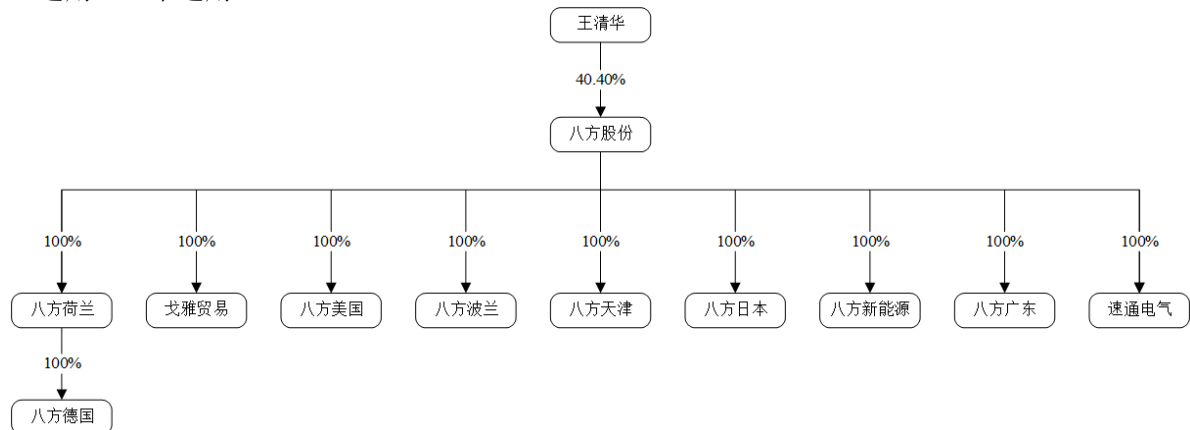 王清华
40.40%
八方股份
100% 100% 100% 100% 100% 100% 100% 100% 100%
八方荷兰 戈雅贸易 八方美国 八方波兰 八方天津 八方日本 八方新能源 八方广东 速通电气
100%
八方德国